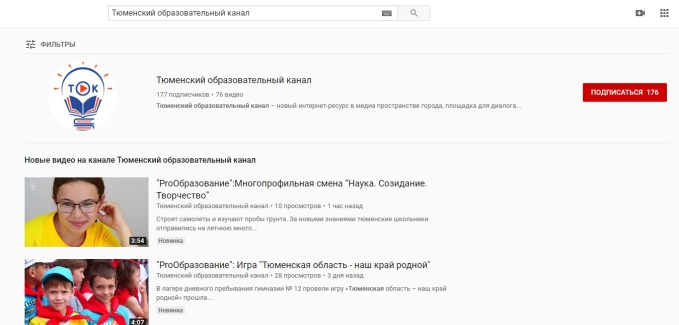 Тюменский образовательный канал
ФИЛЬТРЫ
ТОК
Тюменский образовательный канал
177 подписчиков • 76 видео
Тюменский образовательный канал – новый интернет-ресурс в медиа пространстве города, площадка для диалога...
ПОДПИСАТЬСЯ 176
Новые видео на канале Тюменский образовательный канал
"ProОбразование":Многопрофильная смена "Наука. Созидание.
Творчество"
Тюменский образовательный канал • 10 просмотров • 1 час назад
Строят самолеты и изучают пробы грунта. За новыми знаниями тюменские школьники
отправились на летнюю много...
Новинка
3:54
"ProОбразование": Игра "Тюменская область - наш край родной"
Тюменский образовательный канал • 28 просмотров • 3 дня назад
В лагере дневного пребывания гимназии № 12 провели игру «Тюменская область – наш край
родной» прошла....
Новинка
4:07